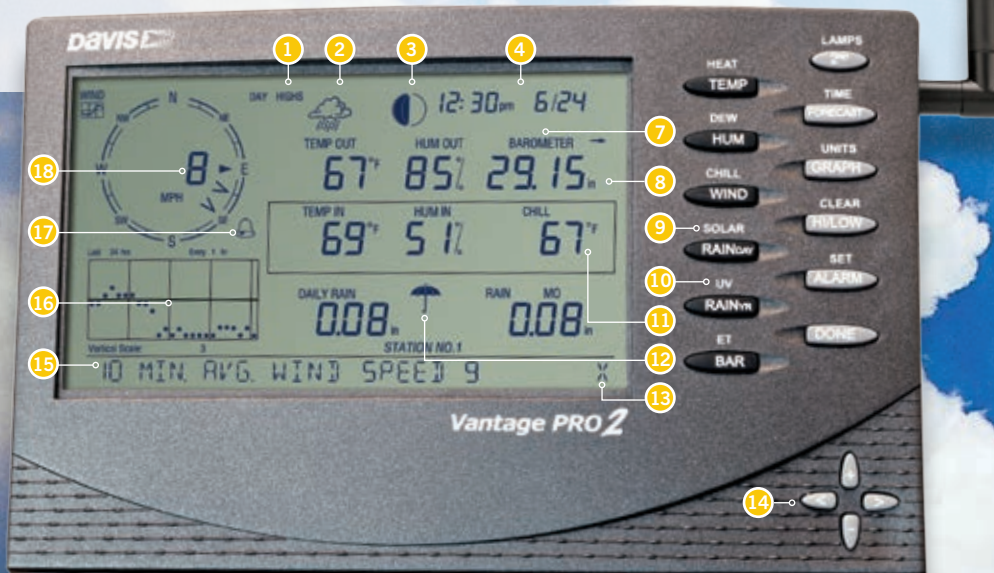 DAVIS
1 2 3 4
WIND
DAY HIGHS
12:30pm 6/24
N
NW NE
W E
SW SE
S
8
MPH
TEMP OUT HUM OUT BAROMETER
67°F 85% 29.15in
TEMP IN HUM IN CHILL
69°F 51% 67°F
Last 24 hrs Every 1 hr
Vertical Scale: 3
DAILY RAIN RAIN MO
0.08in 0.08in
STATION NO.1
10 MIN. AVG. WIND SPEED 9 X
Vantage PRO2
18
17
16
15
7
8
9
10
11
12
13
14
HEAT
TEMP
DEW
HUM
CHILL
WIND
SOLAR
RAINDAY
UV
RAINYR
ET
BAR
LAMPS
2ND
TIME
FORECAST
UNITS
GRAPH
CLEAR
HI/LOW
SET
ALARM
DONE
+
< >
-